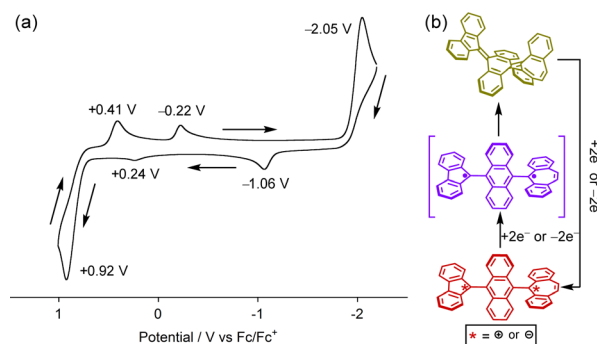 (a)
−2.05 V
+0.41 V
−0.22 V
+0.24 V
−1.06 V
+0.92 V
1
0
-1
-2
Potential / V vs Fc/Fc⁺
(b)
+2e⁻ or −2e⁻
+2e⁻ or −2e⁻
* = ⊕ or ⊖